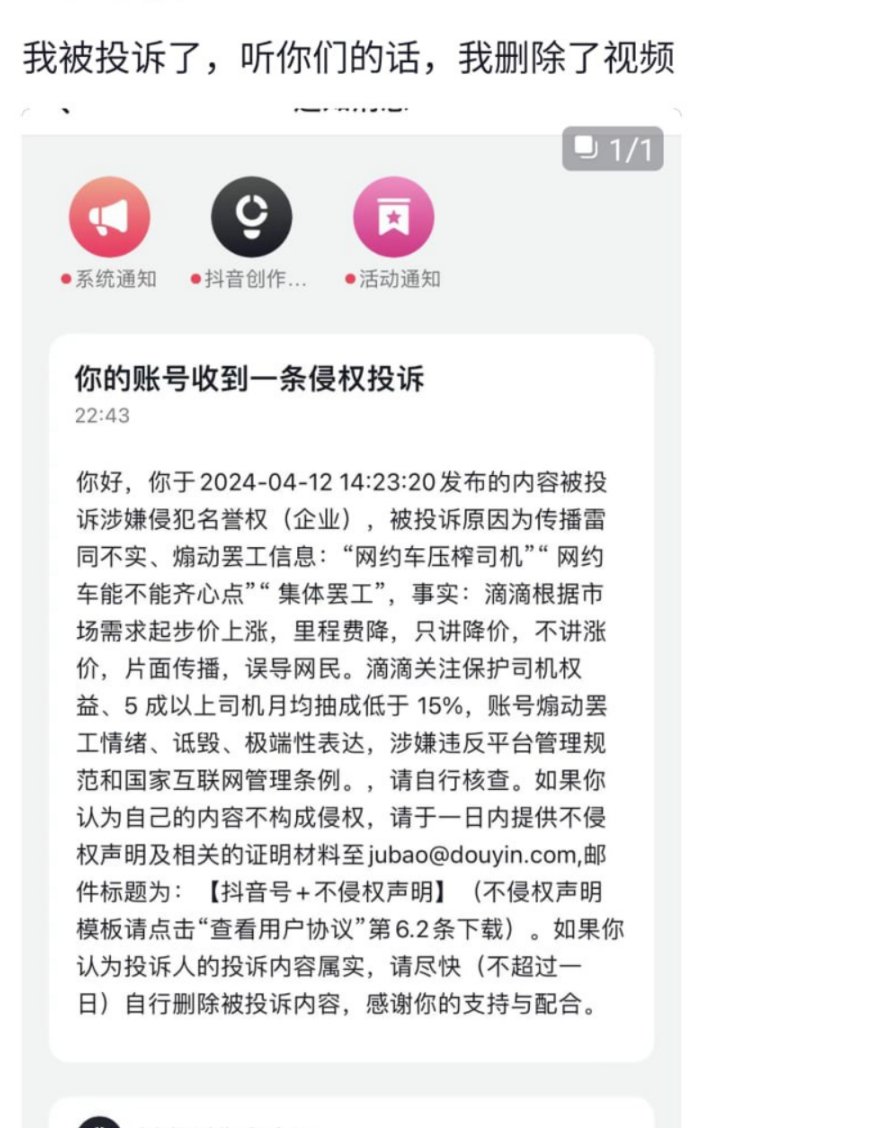 我被投诉了，听你们的话，我删除了视频
1/1
系统通知
抖音创作...
活动通知
你的账号收到一条侵权投诉
22:43
你好，你于2024-04-12 14:23:20发布的内容被投
诉涉嫌侵犯名誉权（企业），被投诉原因为传播雷
同不实、煽动罢工信息：“网约车压榨司机”“ 网约
车能不能齐心点”“ 集体罢工”，事实：滴滴根据市
场需求起步价上涨，里程费降，只讲降价，不讲涨
价，片面传播，误导网民。滴滴关注保护司机权
益、5 成以上司机月均抽成低于 15%，账号煽动罢
工情绪、诋毁、极端性表达，涉嫌违反平台管理规
范和国家互联网管理条例。，请自行核查。如果你
认为自己的内容不构成侵权，请于一日内提供不侵
权声明及相关的证明材料至jubao@douyin.com,邮
件标题为：【抖音号+不侵权声明】（不侵权声明
模板请点击“查看用户协议”第6.2条下载）。如果你
认为投诉人的投诉内容属实，请尽快（不超过一
日）自行删除被投诉内容，感谢你的支持与配合。